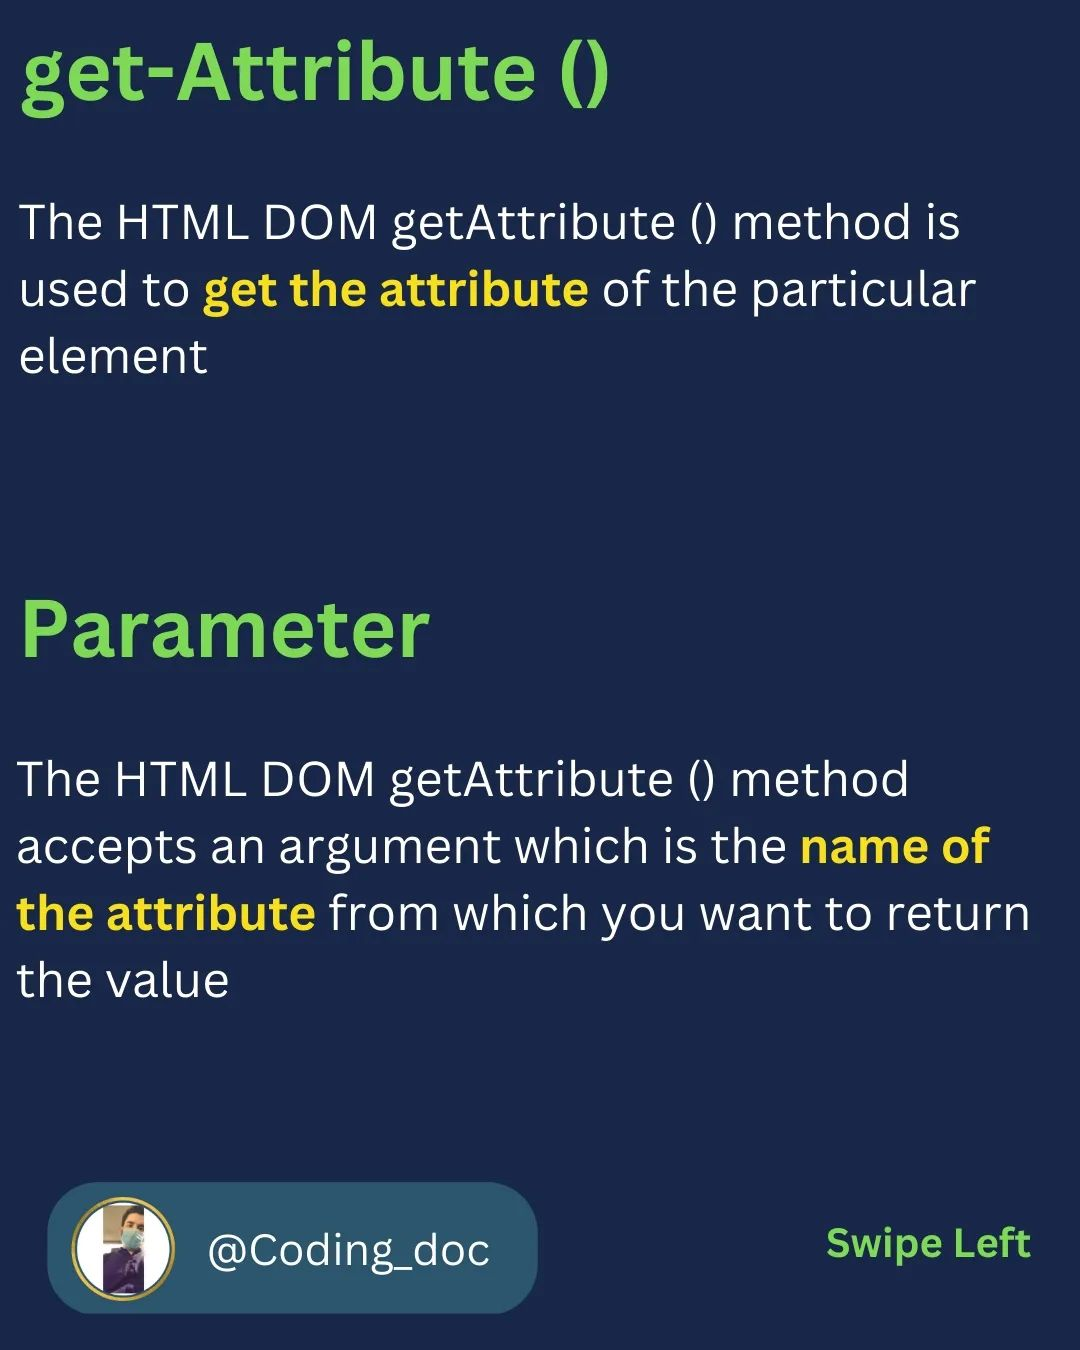 get-Attribute ()
The HTML DOM getAttribute () method is
used to get the attribute of the particular
element
Parameter
The HTML DOM getAttribute () method
accepts an argument which is the name of
the attribute from which you want to return
the value
@Coding_doc
Swipe Left